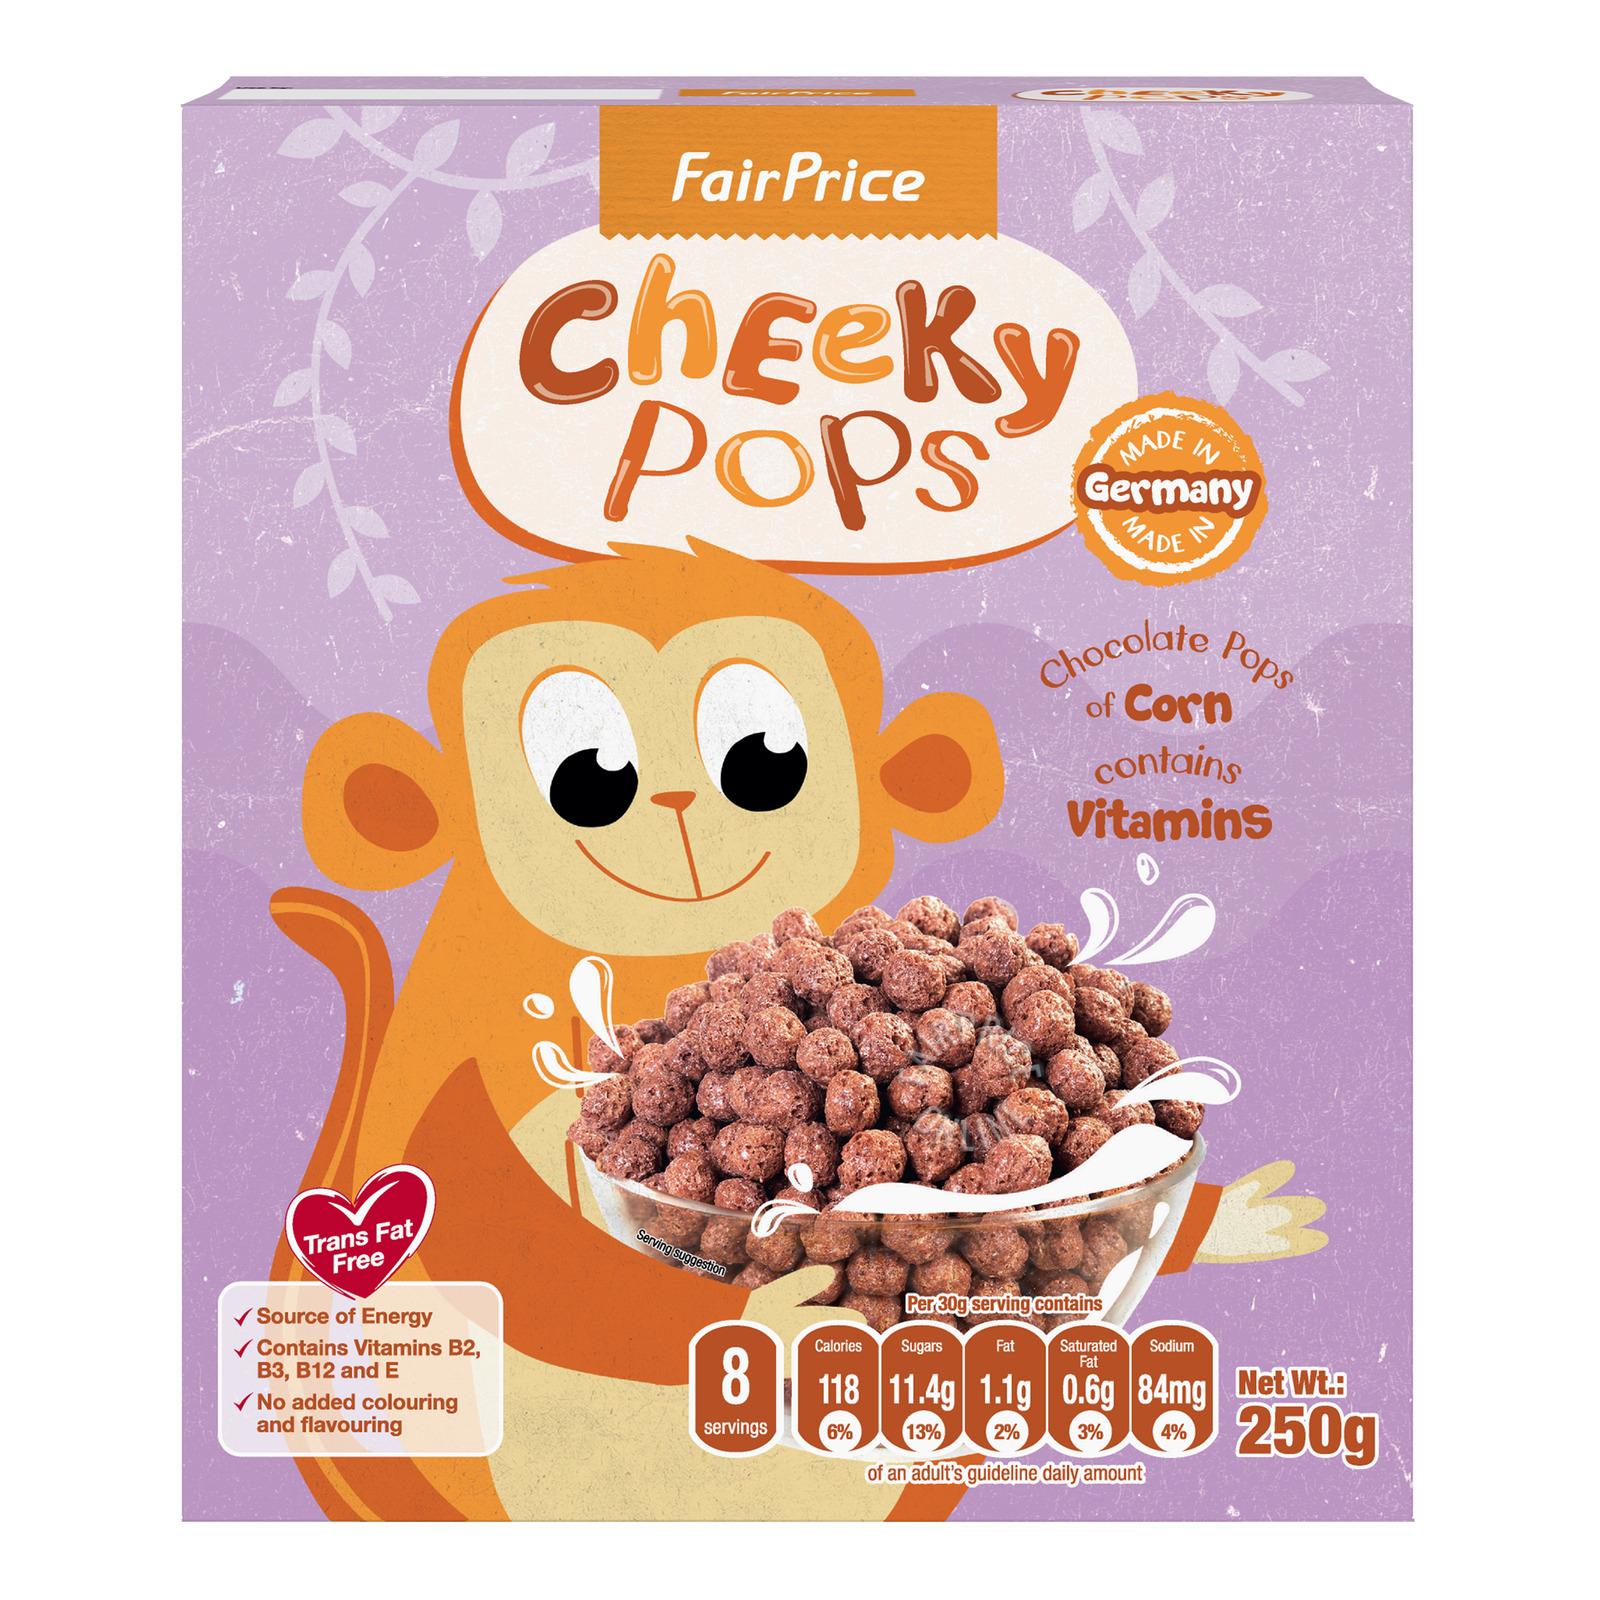 FairPrice
Cheeky Pops
FairPrice
CheEeKy
Pops
MADE IN
Germany
MADE IN
Chocolate Pops
of Corn
contains
Vitamins
Trans Fat
Free
✓ Source of Energy
✓ Contains Vitamins B2,
B3, B12 and E
✓ No added colouring
and flavouring
Serving suggestion
Per 30g serving contains
8
servings
Calories
118
6%
Sugars
11.4g
13%
Fat
1.1g
2%
Saturated
Fat
0.6g
3%
Sodium
84mg
4%
of an adult's guideline daily amount
Net Wt.:
250g